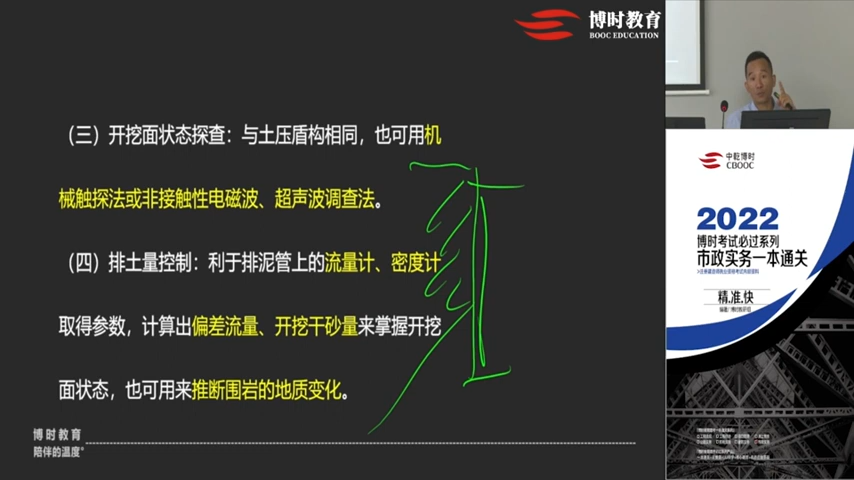 博时教育
BOOC EDUCATION
（三）开挖面状态探查：与土压盾构相同，也可用机
械触探法或非接触性电磁波、超声波调查法。
（四）排土量控制：利于排泥管上的流量计、密度计
取得参数，计算出偏差流量、开挖干砂量来掌握开挖
面状态，也可用来推断围岩的地质变化。
博时教育
陪伴的温度
中乾博时
CBOOC
2022
博时考试必过系列
市政实务一本通关
精,准,快